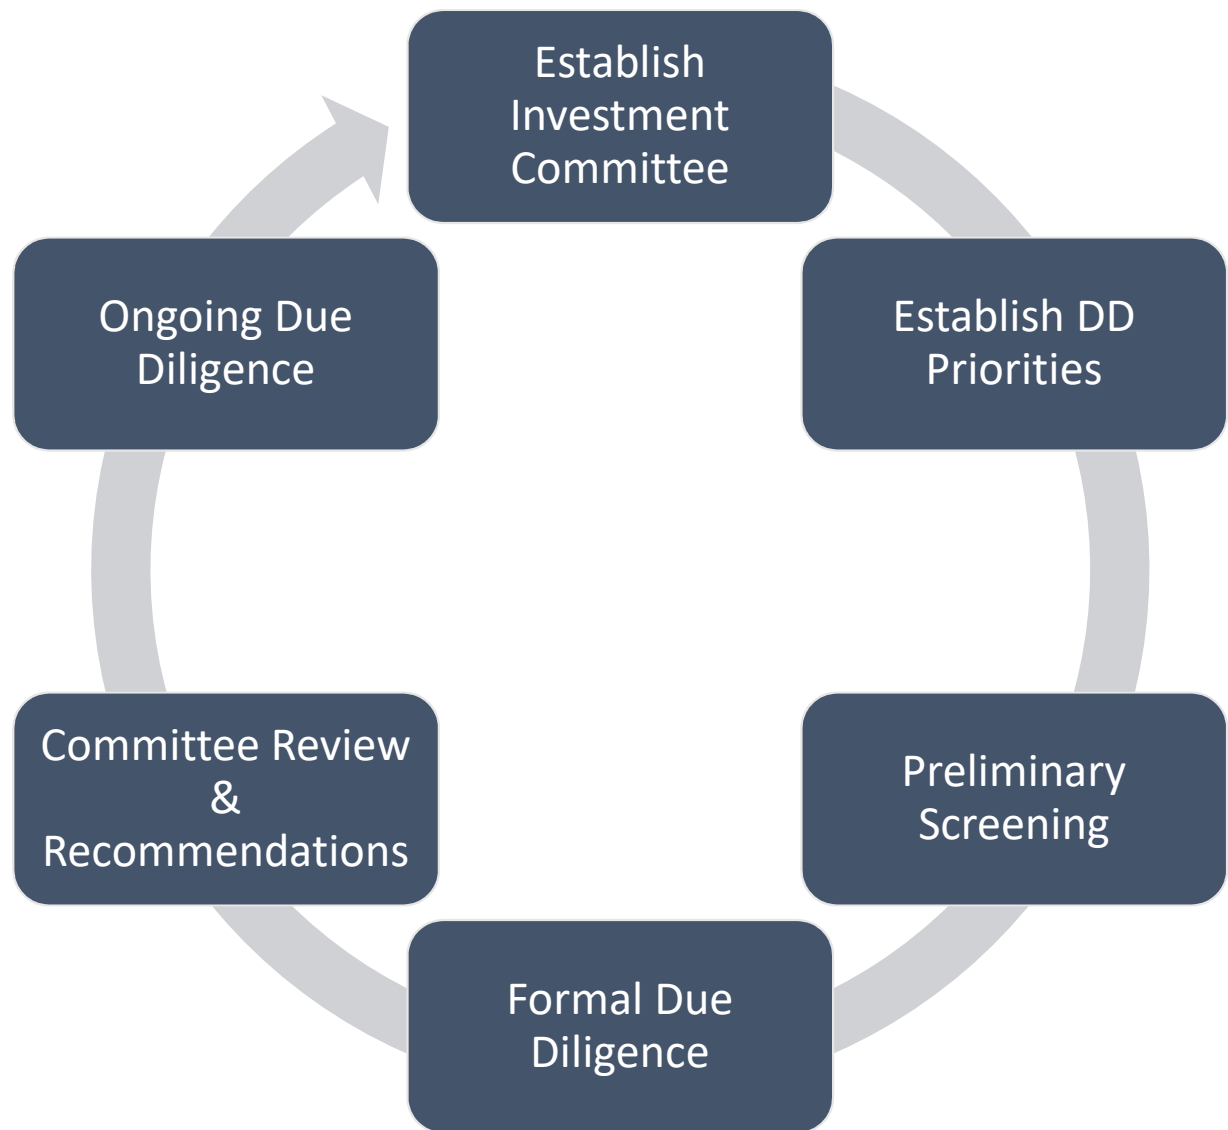 Establish
Investment
Committee
Establish DD
Priorities
Preliminary
Screening
Formal Due
Diligence
Committee Review
&
Recommendations
Ongoing Due
Diligence